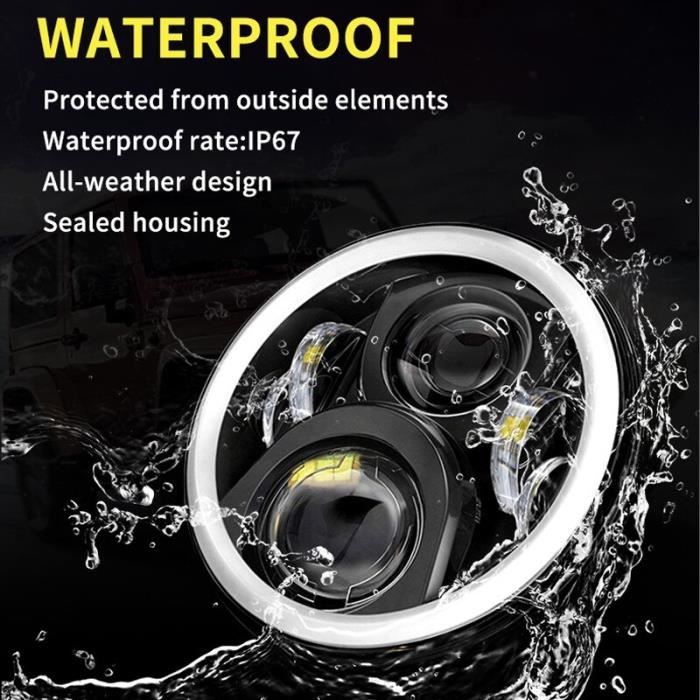 WATERPROOF
Protected from outside elements
Waterproof rate:IP67
All-weather design
Sealed housing